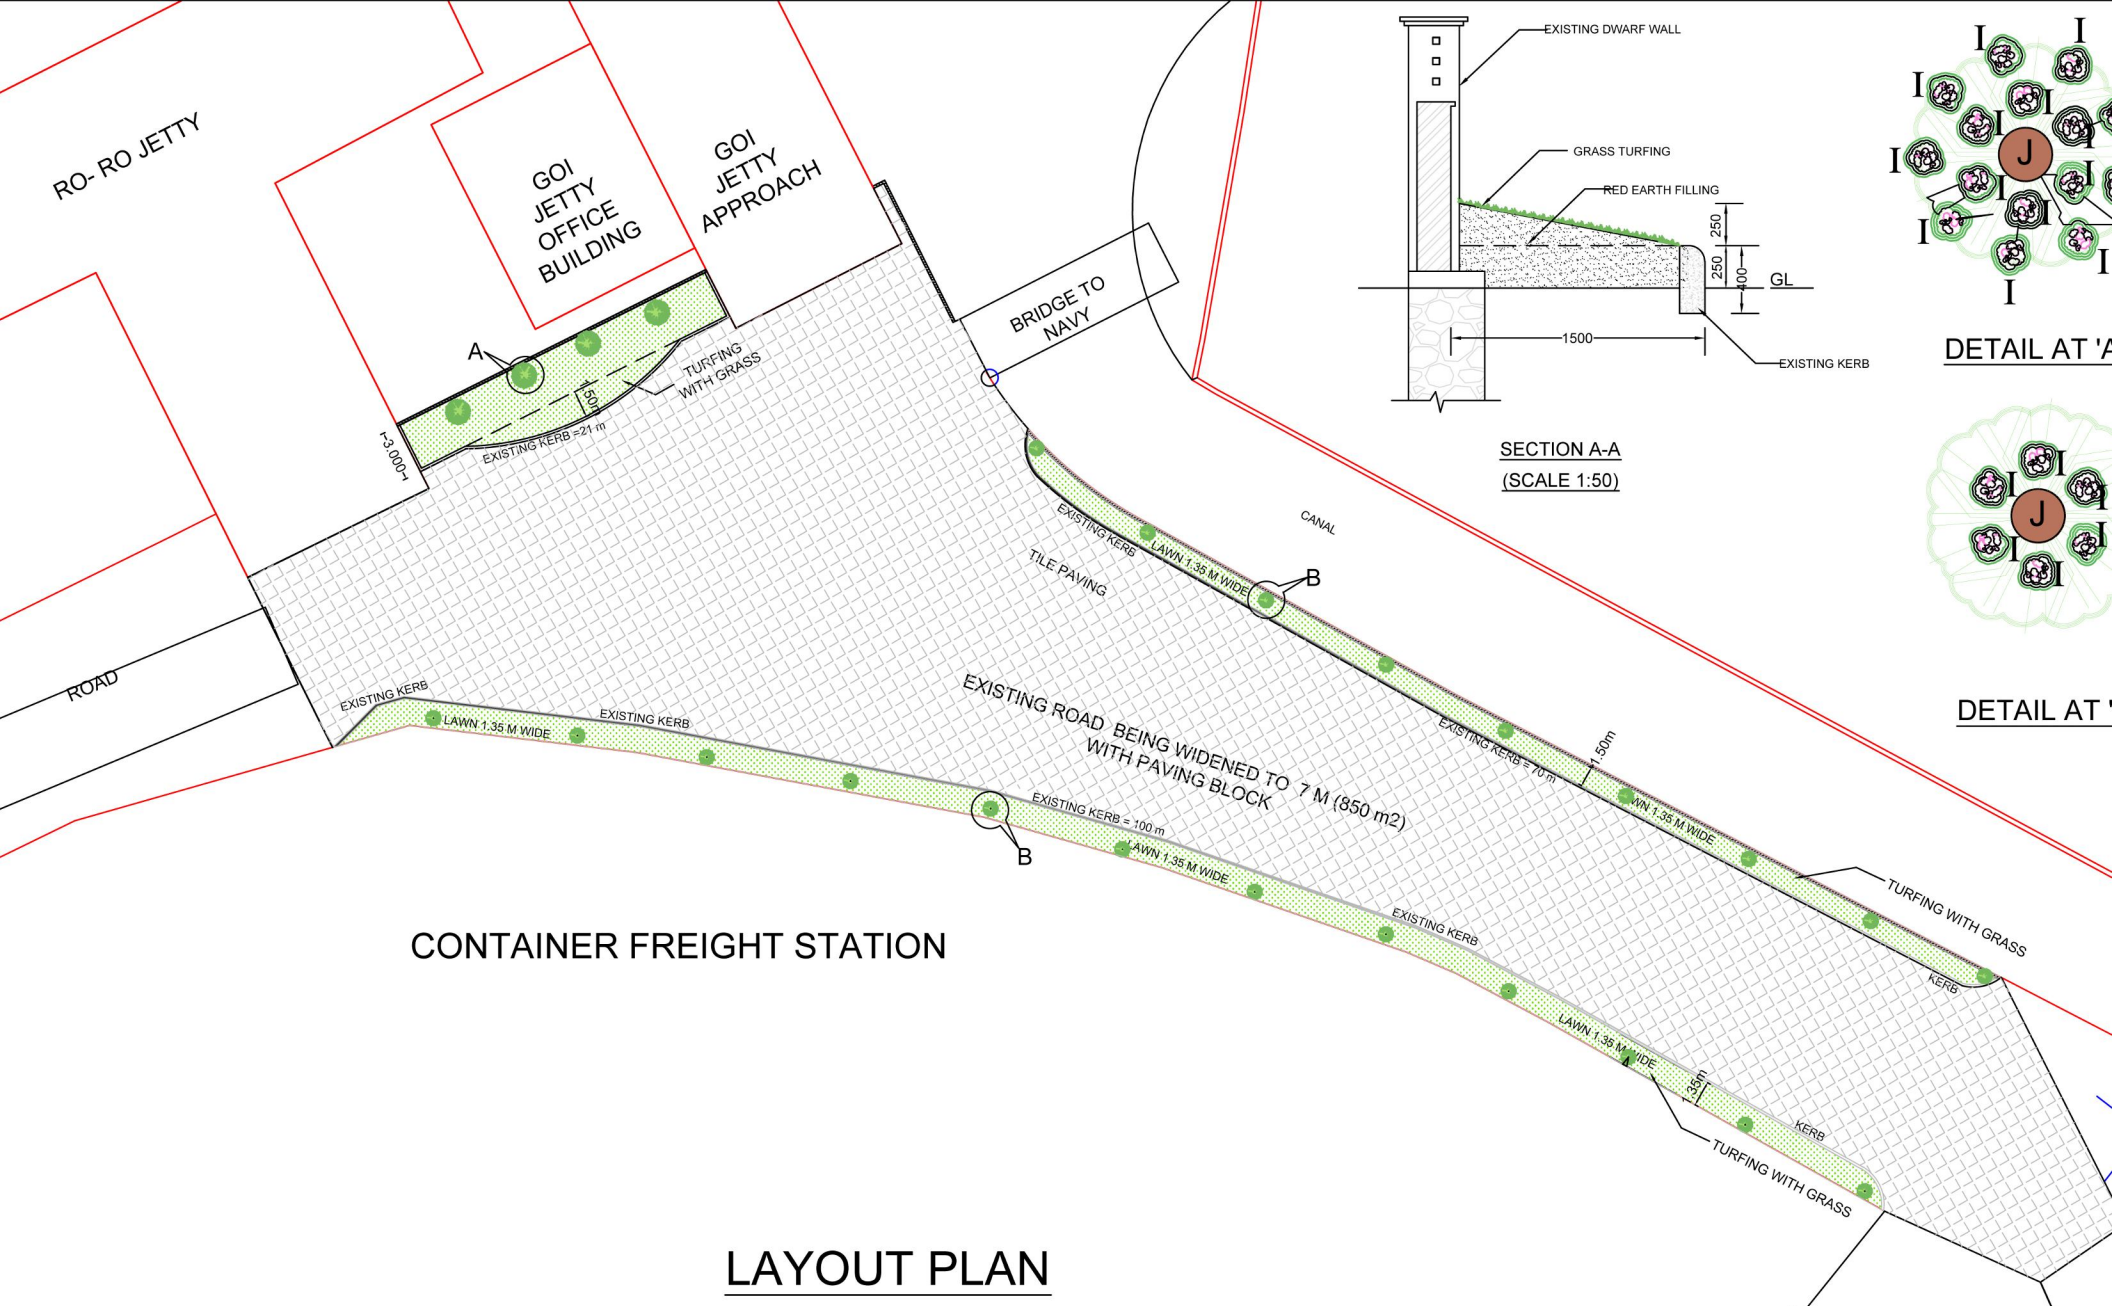 RO- RO JETTY
GOI
JETTY
OFFICE
BUILDING
GOI
JETTY
APPROACH
BRIDGE TO
NAVY
A
TURFING
WITH GRASS
EXISTING KERB =21 m
3.000
ROAD
EXISTING DWARF WALL
GRASS TURFING
RED EARTH FILLING
250
250
400
GL
1500
EXISTING KERB
SECTION A-A
(SCALE 1:50)
I
I
I
I
I
I
I
I
I
I
I
I
I
I
J
DETAIL AT 'A
I
I
I
I
I
I
J
DETAIL AT '
CANAL
EXISTING KERB
LAWN 1.35 M WIDE
TILE PAVING
B
EXISTING KERB
LAWN 1.35 M WIDE
EXISTING KERB
EXISTING ROAD BEING WIDENED TO 7 M (850 m2)
WITH PAVING BLOCK
EXISTING KERB = 70 m
1.50m
WN 1.35 M WIDE
TURFING WITH GRASS
KERB
EXISTING KERB = 100 m
B
LAWN 1.35 M WIDE
EXISTING KERB
LAWN 1.35 M WIDE
1.35m
KERB
TURFING WITH GRASS
CONTAINER FREIGHT STATION
LAYOUT PLAN